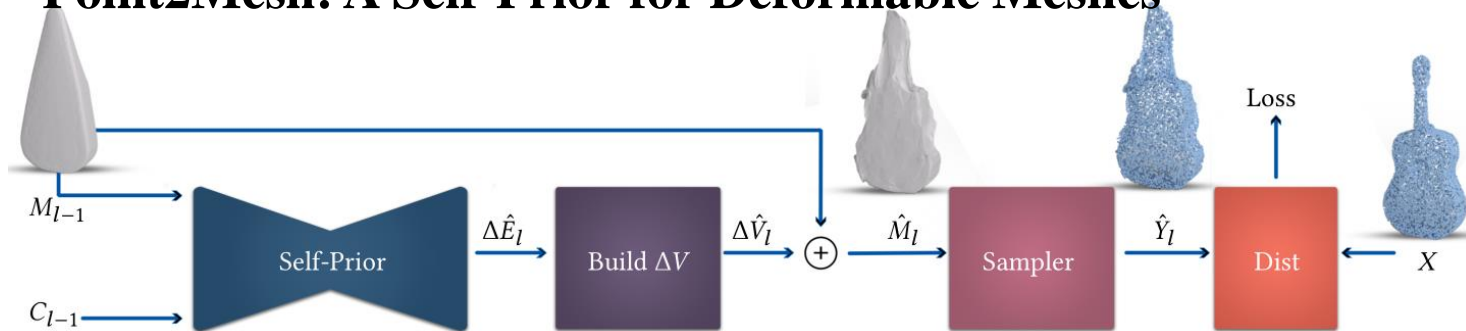 Point2Mesh: A Self-Prior for Deformable Meshes
Loss
M_{l-1}
ΔÊ_l
ΔV̂_l
M̂_l
Ŷ_l
Self-Prior
Build ΔV
+
Sampler
Dist
X
C_{l-1}